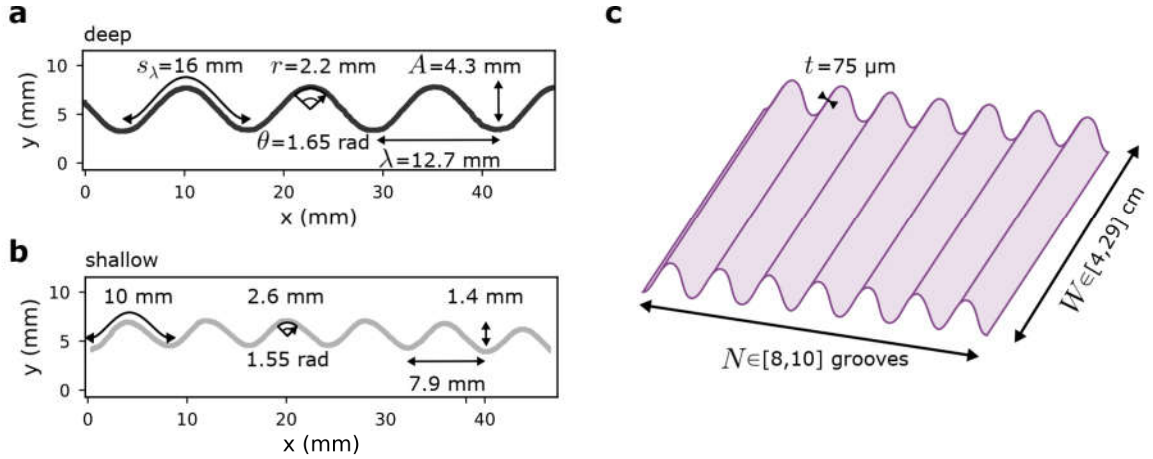 a
deep
10
5
0
y (mm)
s_λ=16 mm
r=2.2 mm
A=4.3 mm
θ=1.65 rad
λ=12.7 mm
0 10 20 30 40
x (mm)
b
shallow
10
5
0
y (mm)
10 mm
2.6 mm
1.4 mm
1.55 rad
7.9 mm
0 10 20 30 40
x (mm)
c
t=75 μm
W∈[4,29] cm
N∈[8,10] grooves